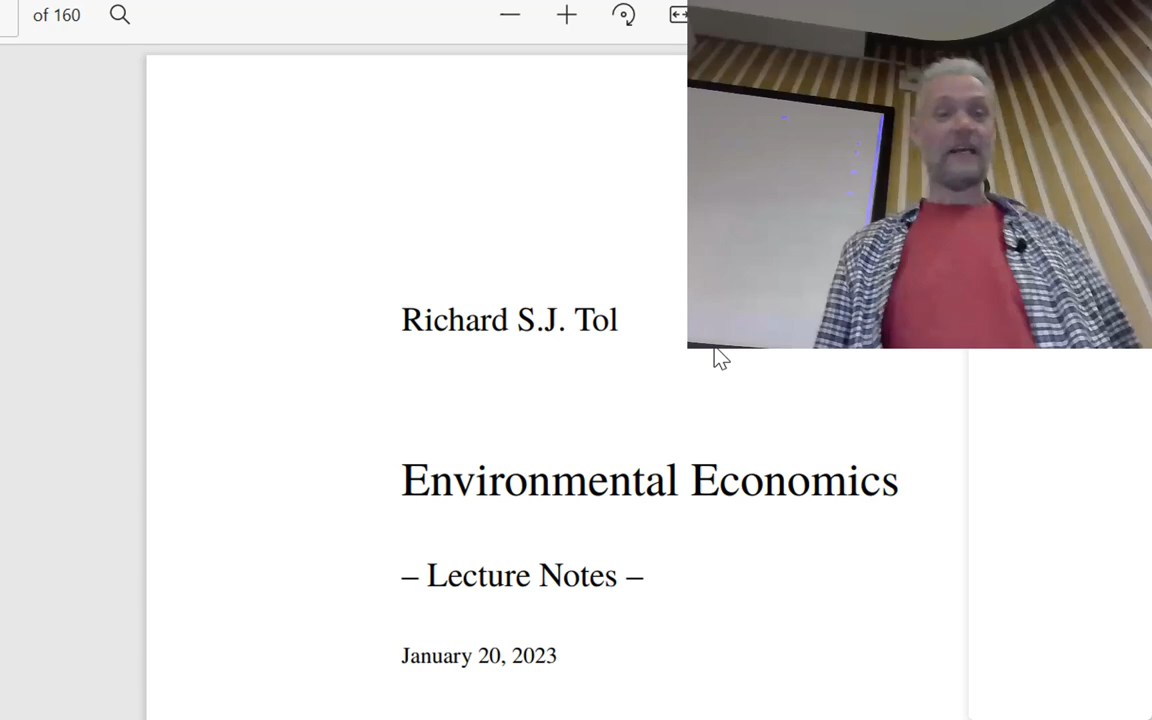 of 160
Richard S.J. Tol
Environmental Economics
– Lecture Notes –
January 20, 2023